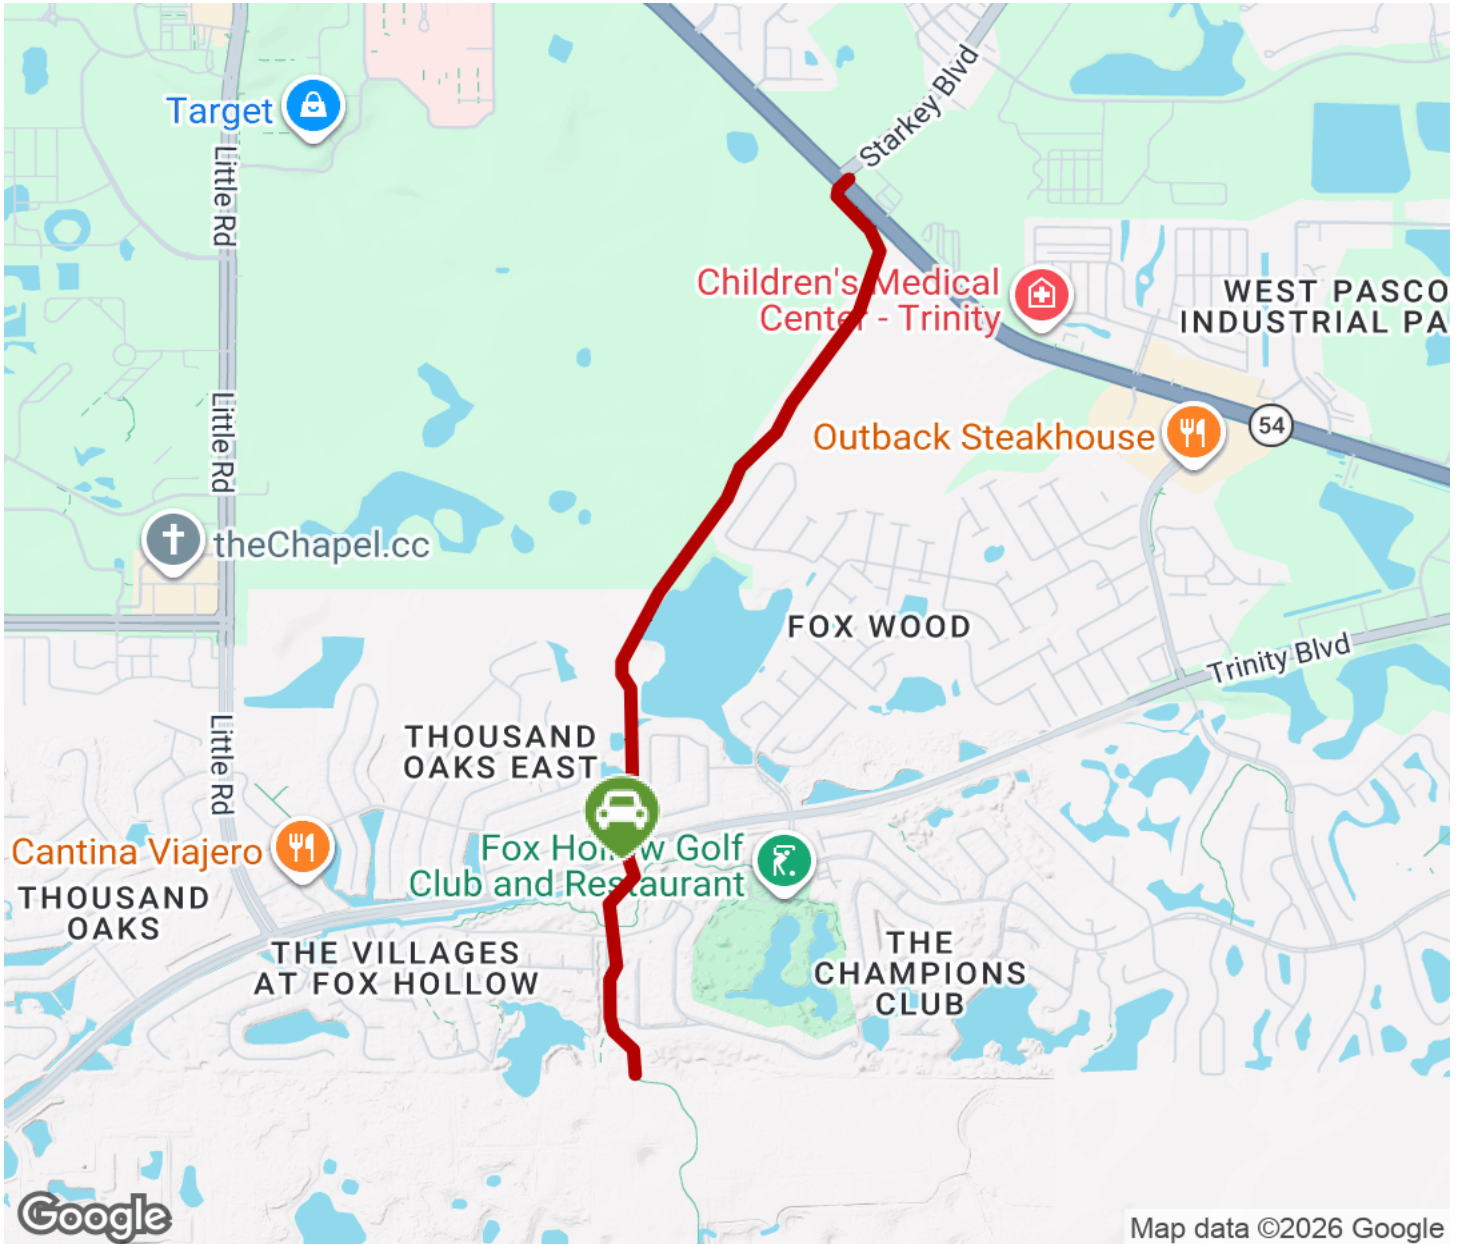 Starkey Blvd
Target
Little Rd
Children's Medical
Center - Trinity
WEST PASCO
INDUSTRIAL PA
Little Rd
Outback Steakhouse
54
theChapel.cc
FOX WOOD
Trinity Blvd
THOUSAND
OAKS EAST
Little Rd
Cantina Viajero
Fox Hollow Golf
Club and Restaurant
THOUSAND
OAKS
THE VILLAGES
AT FOX HOLLOW
THE
CHAMPIONS
CLUB
Google
Map data ©2026 Google